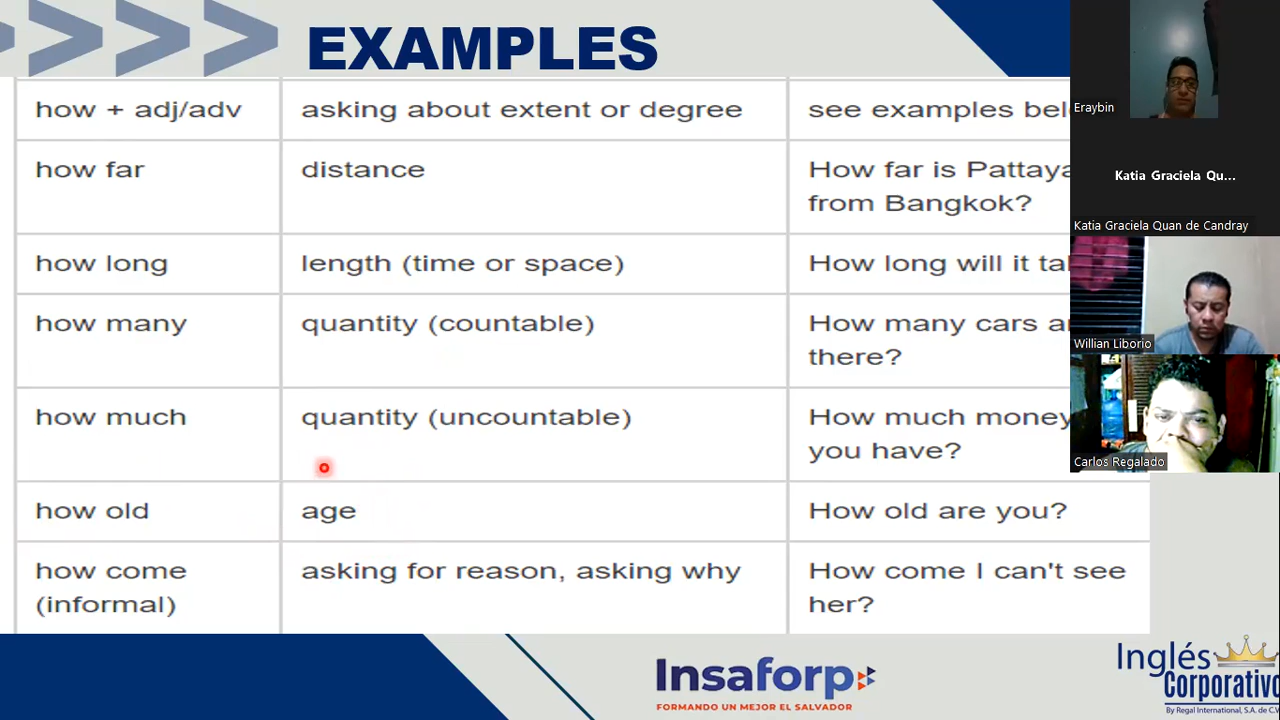 EXAMPLES
how + adj/adv
asking about extent or degree
see examples
how far
distance
How far is Pattaya
from Bangkok?
how long
length (time or space)
How long will it
how many
quantity (countable)
How many cars
there?
how much
quantity (uncountable)
How much money
you have?
how old
age
How old are you?
how come
(informal)
asking for reason, asking why
How come I can't see
her?
Eraybin
Katia Graciela Qu...
Katia Graciela Quan de Candray
Willian Liborio
Carlos Regalado
Insaforp
FORMANDO UN MEJOR EL SALVADOR
Inglés
Corporativo
By Regal International, S.A. de C.V